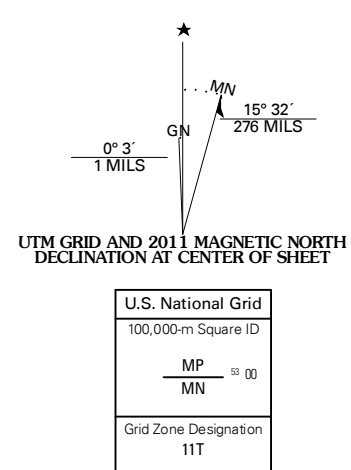 MN
GN
15° 32´
276 MILS
0° 3´
1 MILS
UTM GRID AND 2011 MAGNETIC NORTH
DECLINATION AT CENTER OF SHEET
U.S. National Grid
100,000-m Square ID
MP
53 00
MN
Grid Zone Designation
11T